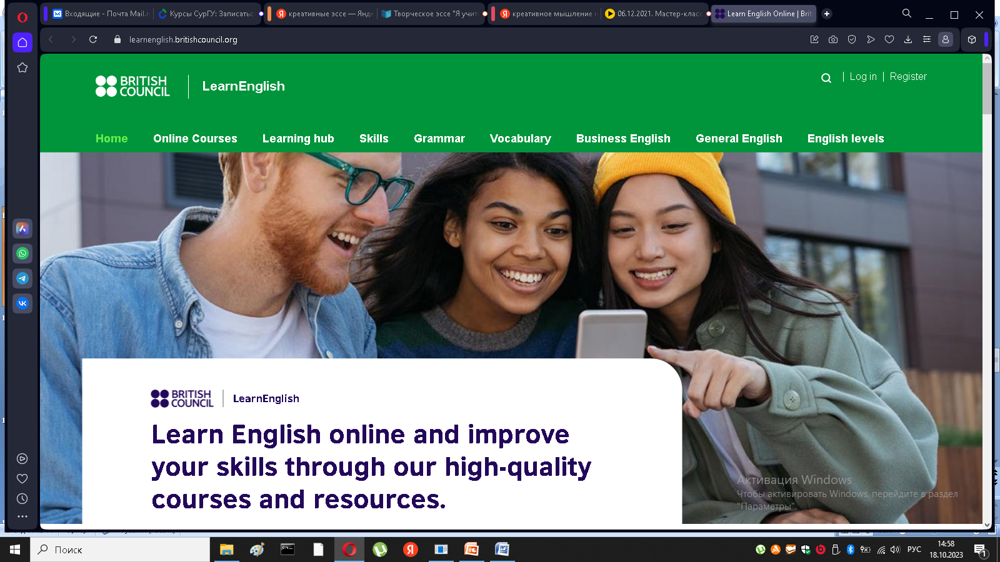 Входящие - Почта Mail.r
Курсы СурГУ: Записатьс
креативные эссе — Янде
Творческое эссе "Я учит
креативное мышление н
06.12.2021. Мастер-класс
Learn English Online | Brit
learnenglish.britishcouncil.org
BRITISH
COUNCIL
LearnEnglish
Log in
Register
Home
Online Courses
Learning hub
Skills
Grammar
Vocabulary
Business English
General English
English levels
BRITISH
COUNCIL
LearnEnglish
Learn English online and improve
your skills through our high-quality
courses and resources.
Активация Windows
Чтобы активировать Windows, перейдите в раздел
"Параметры".
Поиск
РУС
14:58
18.10.2023
1